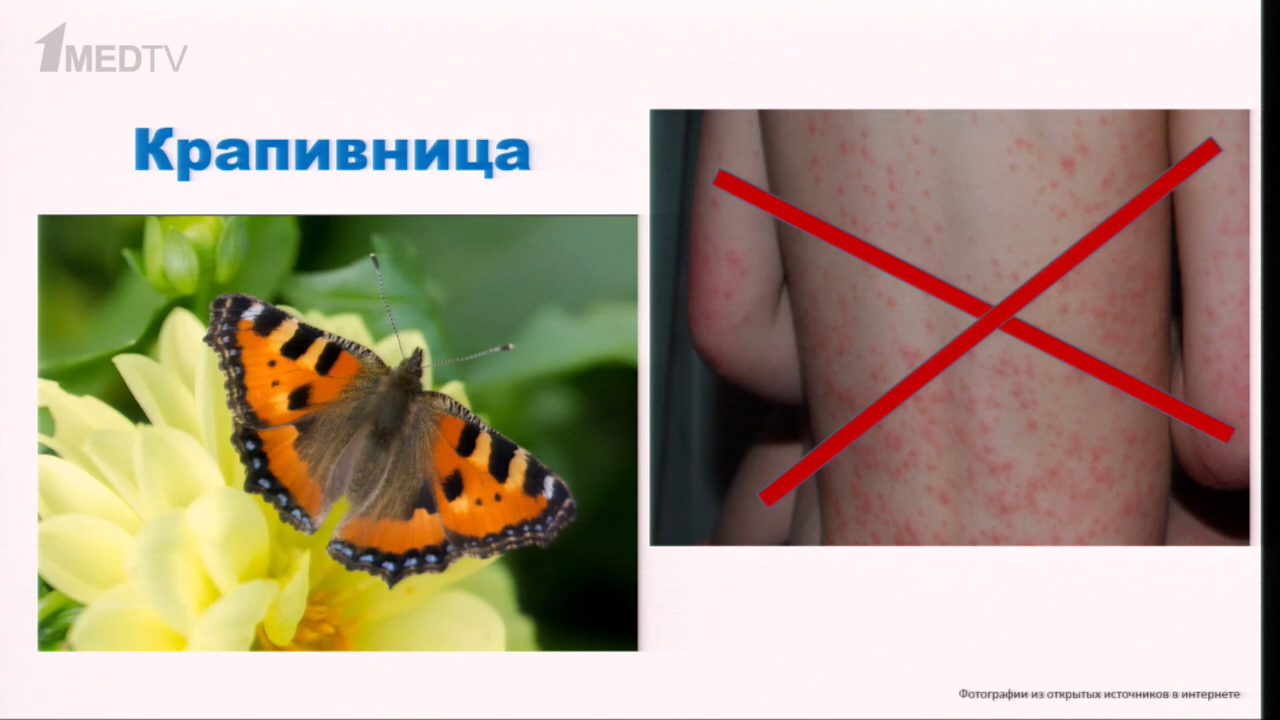 1MEDTV
Крапивница
Фотографии из открытых источников в интернете